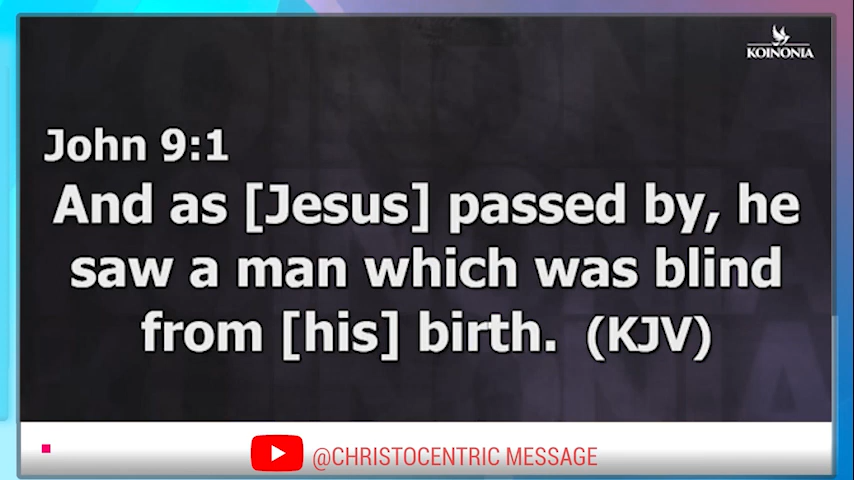 KOINONIA
John 9:1
And as [Jesus] passed by, he
saw a man which was blind
from [his] birth. (KJV)
@CHRISTOCENTRIC MESSAGE